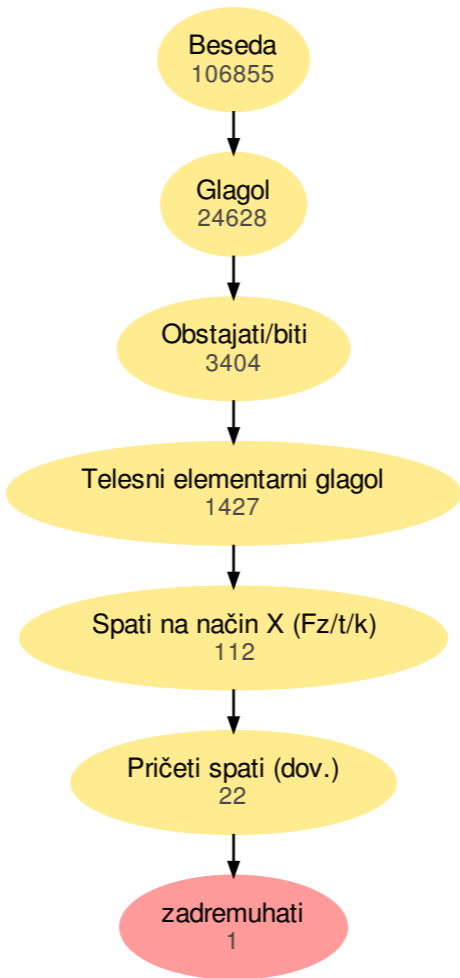 Beseda
106855
Glagol
24628
Obstajati/biti
3404
Telesni elementarni glagol
1427
Spati na način X (Fz/t/k)
112
Pričeti spati (dov.)
22
zadremuhati
1